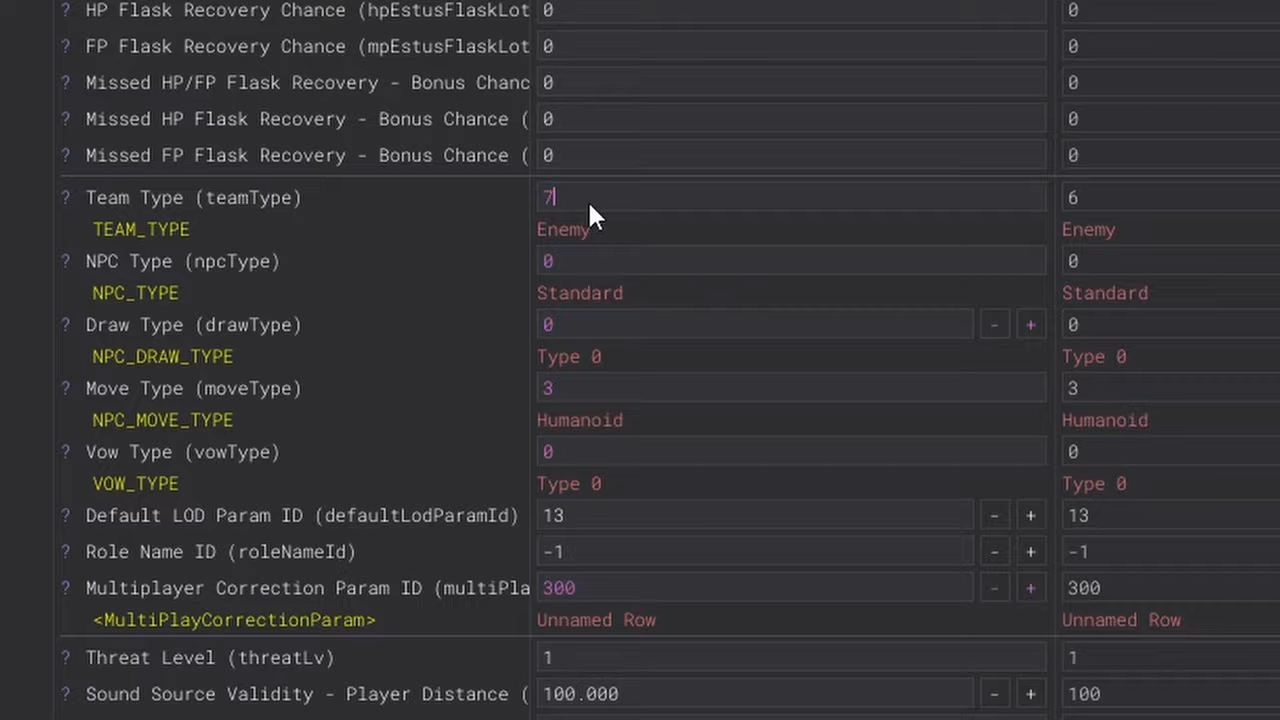 ? HP Flask Recovery Chance (hpEstusFlaskLot 0 0
? FP Flask Recovery Chance (mpEstusFlaskLot 0 0
? Missed HP/FP Flask Recovery - Bonus Chanc 0 0
? Missed HP Flask Recovery - Bonus Chance ( 0 0
? Missed FP Flask Recovery - Bonus Chance ( 0 0
? Team Type (teamType) 7 6
TEAM_TYPE Enemy Enemy
? NPC Type (npcType) 0 0
NPC_TYPE Standard Standard
? Draw Type (drawType) 0 - + 0
NPC_DRAW_TYPE Type 0 Type 0
? Move Type (moveType) 3 3
NPC_MOVE_TYPE Humanoid Humanoid
? Vow Type (vowType) 0 0
VOW_TYPE Type 0 Type 0
? Default LOD Param ID (defaultLodParamId) 13 - + 13
? Role Name ID (roleNameId) -1 - + -1
? Multiplayer Correction Param ID (multiPla 300 - + 300
<MultiPlayCorrectionParam> Unnamed Row Unnamed Row
? Threat Level (threatLv) 1 1
? Sound Source Validity - Player Distance ( 100.000 - + 100